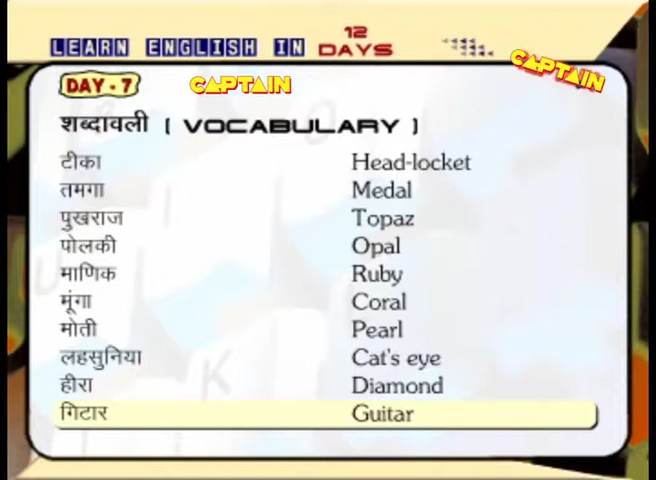 LEARN ENGLISH IN 12 DAYS
CAPTAIN
DAY - 7
CAPTAIN
शब्दावली ( VOCABULARY )
टीका Head-locket
तमगा Medal
पुखराज Topaz
पोलकी Opal
माणिक Ruby
मूंगा Coral
मोती Pearl
लहसुनिया Cat's eye
हीरा Diamond
गिटार Guitar